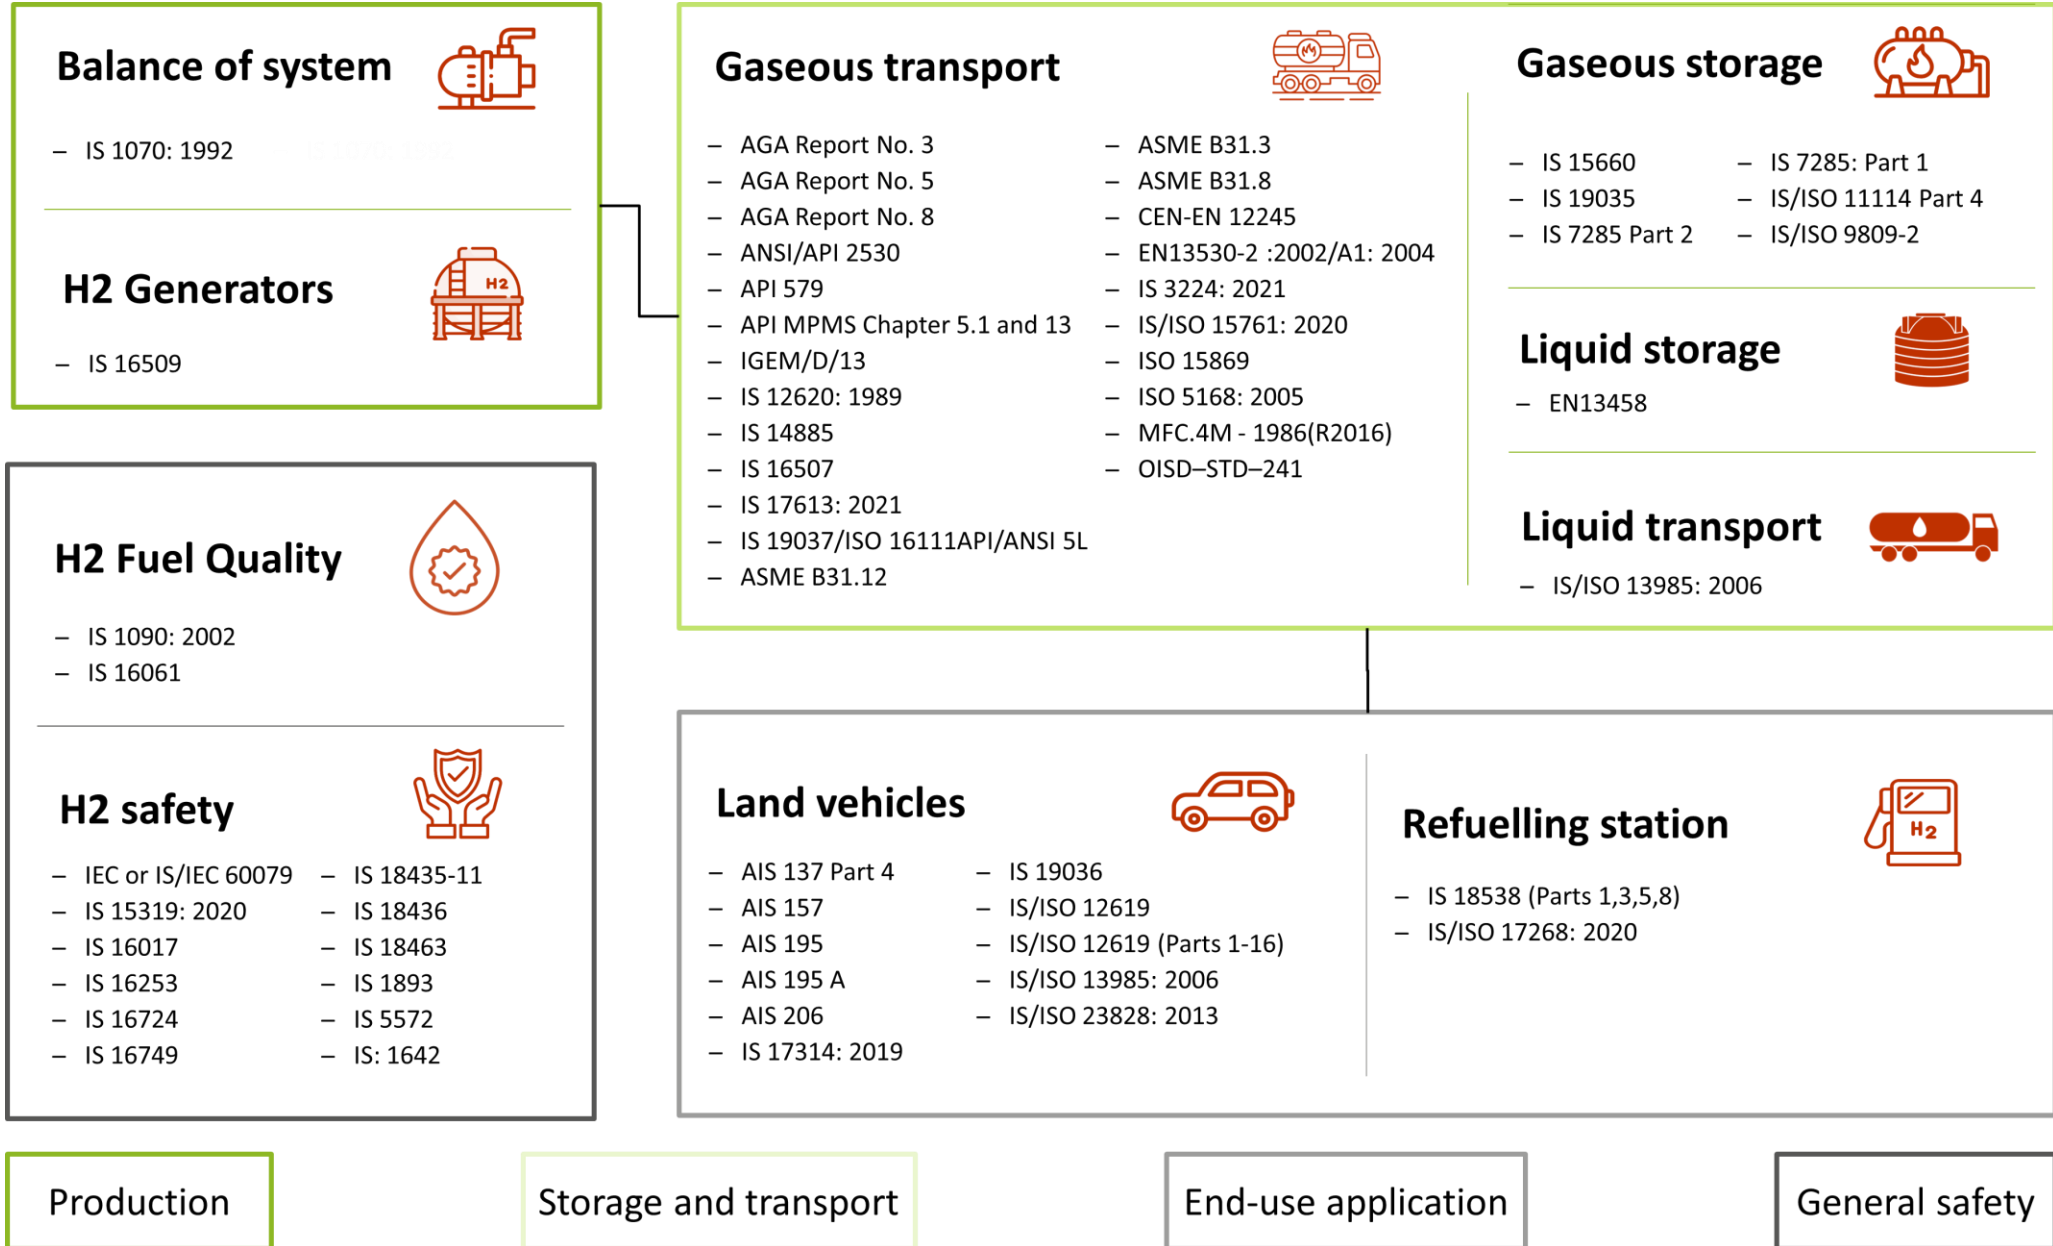 Balance of system
– IS 1070: 1992
H2 Generators
H2
– IS 16509
Gaseous transport
– AGA Report No. 3
– AGA Report No. 5
– AGA Report No. 8
– ANSI/API 2530
– API 579
– API MPMS Chapter 5.1 and 13
– IGEM/D/13
– IS 12620: 1989
– IS 14885
– IS 16507
– IS 17613: 2021
– IS 19037/ISO 16111API/ANSI 5L
– ASME B31.12
– ASME B31.3
– ASME B31.8
– CEN-EN 12245
– EN13530-2 :2002/A1: 2004
– IS 3224: 2021
– IS/ISO 15761: 2020
– ISO 15869
– ISO 5168: 2005
– MFC.4M - 1986(R2016)
– OISD–STD–241
Gaseous storage
– IS 15660
– IS 19035
– IS 7285 Part 2
– IS 7285: Part 1
– IS/ISO 11114 Part 4
– IS/ISO 9809-2
Liquid storage
– EN13458
Liquid transport
– IS/ISO 13985: 2006
H2 Fuel Quality
– IS 1090: 2002
– IS 16061
H2 safety
– IEC or IS/IEC 60079
– IS 15319: 2020
– IS 16017
– IS 16253
– IS 16724
– IS 16749
– IS 18435-11
– IS 18436
– IS 18463
– IS 1893
– IS 5572
– IS: 1642
Land vehicles
– AIS 137 Part 4
– AIS 157
– AIS 195
– AIS 195 A
– AIS 206
– IS 17314: 2019
– IS 19036
– IS/ISO 12619
– IS/ISO 12619 (Parts 1-16)
– IS/ISO 13985: 2006
– IS/ISO 23828: 2013
Refuelling station
H2
– IS 18538 (Parts 1,3,5,8)
– IS/ISO 17268: 2020
Production
Storage and transport
End-use application
General safety